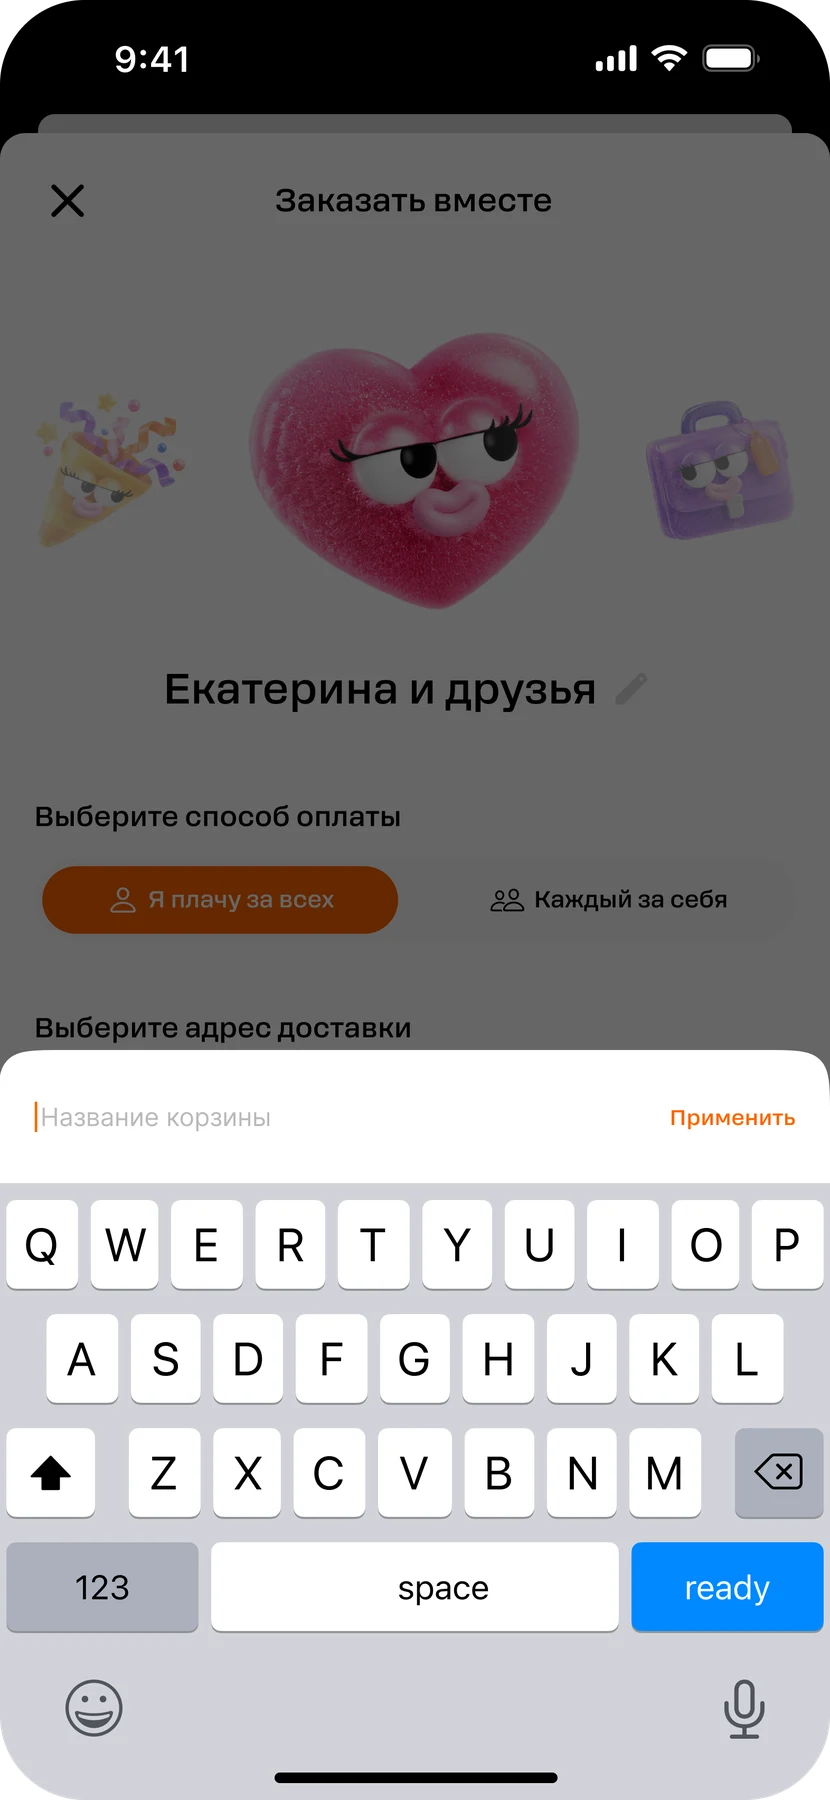 9:41
Заказать вместе
Екатерина и друзья
Выберите способ оплаты
Я плачу за всех
Каждый за себя
Выберите адрес доставки
Название корзины
Применить
Q W E R T Y U I O P
A S D F G H J K L
Z X C V B N M
123 space ready